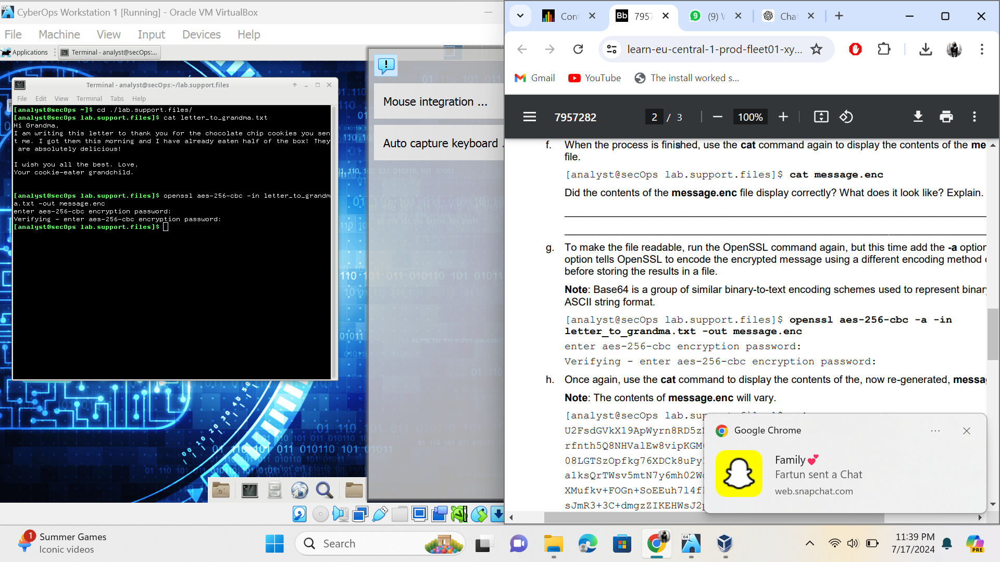 CyberOps Workstation 1 [Running] - Oracle VM VirtualBox
File Machine View Input Devices Help
Applications
Terminal - analyst@secOps:...
Mouse integration ...
Auto capture keyboard .
Terminal - analyst@secOps:~/lab.support.files
File Edit View Terminal Tabs Help
[analyst@secOps ~]$ cd ./lab.support.files/
[analyst@secOps lab.support.files]$ cat letter_to_grandma.txt
Hi Grandma,
I am writing this letter to thank you for the chocolate chip cookies you sen
t me. I got them this morning and I have already eaten half of the box! They
are absolutely delicious!
I wish you all the best. Love,
Your cookie-eater grandchild.
[analyst@secOps lab.support.files]$ openssl aes-256-cbc -in letter_to_grandm
a.txt -out message.enc
enter aes-256-cbc encryption password:
Verifying - enter aes-256-cbc encryption password:
[analyst@secOps lab.support.files]$
Con
Bb 7957
9 (9) W
Cha
learn-eu-central-1-prod-fleet01-xy...
Gmail YouTube The install worked s...
7957282
2 / 3
100%
f. When the process is finished, use the cat command again to display the contents of the me
file.
[analyst@secOps lab.support.files]$ cat message.enc
Did the contents of the message.enc file display correctly? What does it look like? Explain.
g. To make the file readable, run the OpenSSL command again, but this time add the -a option
option tells OpenSSL to encode the encrypted message using a different encoding method
before storing the results in a file.
Note: Base64 is a group of similar binary-to-text encoding schemes used to represent binary
ASCII string format.
[analyst@secOps lab.support.files]$ openssl aes-256-cbc -a -in
letter_to_grandma.txt -out message.enc
enter aes-256-cbc encryption password:
Verifying - enter aes-256-cbc encryption password:
h. Once again, use the cat command to display the contents of the, now re-generated, messa
Note: The contents of message.enc will vary.
[analyst@secOps lab.sup
U2FsdGVkX19ApWyrn8RD5z
rfnth5Q8NHValEw8vipKGM
08LGTSzOpfkg76XDCk8uPy
a1ksQrTWsv5mtN7y6mh02W
XMufkv+FOGn+SoEEuh7l4f
sJmR3+3C+dmgzZIKEHWsJ2
Google Chrome
Family💕
Fartun sent a Chat
web.snapchat.com
1
Summer Games
Iconic videos
Search
64
11:39 PM
7/17/2024
PRE